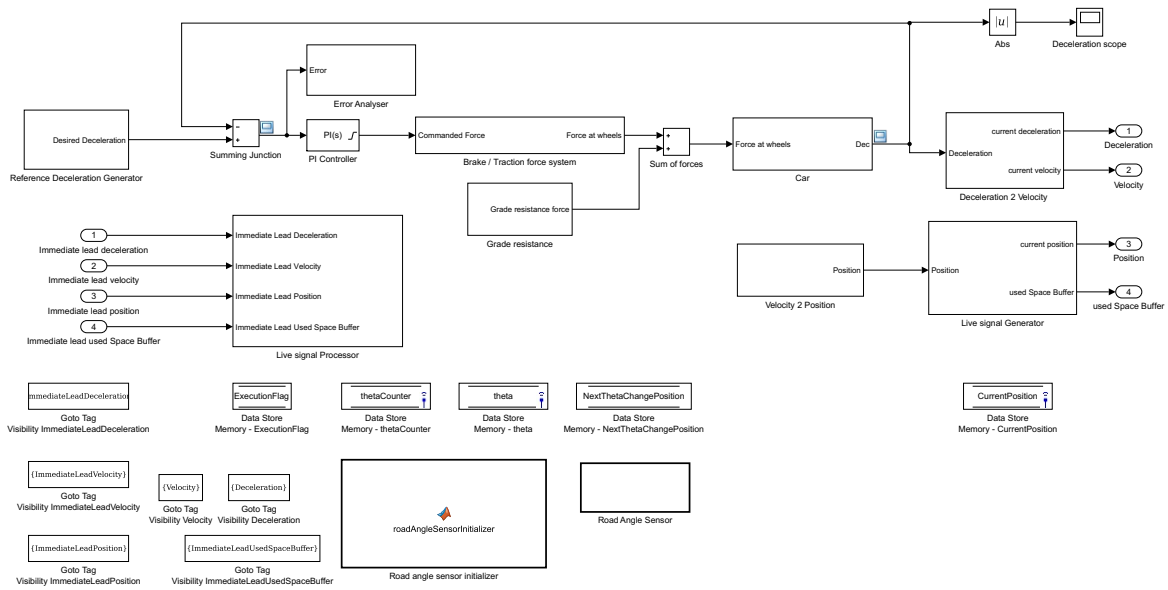 |u|
Abs
Deceleration scope
Error
Error Analyser
Desired Deceleration
Reference Deceleration Generator
Summing Junction
PI(s)
PI Controller
Commanded Force
Force at wheels
Brake / Traction force system
Sum of forces
Force at wheels
Dec
Car
Deceleration
current deceleration
current velocity
Deceleration 2 Velocity
1
Deceleration
2
Velocity
Grade resistance force
Grade resistance
1
Immediate lead deceleration
2
Immediate lead velocity
3
Immediate lead position
4
Immediate lead used Space Buffer
Immediate Lead Deceleration
Immediate Lead Velocity
Immediate Lead Position
Immediate Lead Used Space Buffer
Live signal Processor
Position
Velocity 2 Position
Position
current position
used Space Buffer
Live signal Generator
3
Position
4
used Space Buffer
mmediateLeadDeceleration
Goto Tag
Visibility ImmediateLeadDeceleration
ExecutionFlag
Data Store
Memory - ExecutionFlag
thetaCounter
Data Store
Memory - thetaCounter
theta
Data Store
Memory - theta
NextThetaChangePosition
Data Store
Memory - NextThetaChangePosition
CurrentPosition
Data Store
Memory - CurrentPosition
{ImmediateLeadVelocity}
Goto Tag
Visibility ImmediateLeadVelocity
{Velocity}
Goto Tag
Visibility Velocity
{Deceleration}
Goto Tag
Visibility Deceleration
{ImmediateLeadPosition}
Goto Tag
Visibility ImmediateLeadPosition
{ImmediateLeadUsedSpaceBuffer}
Goto Tag
Visibility ImmediateLeadUsedSpaceBuffer
roadAngleSensorInitializer
Road angle sensor initializer
Road Angle Sensor